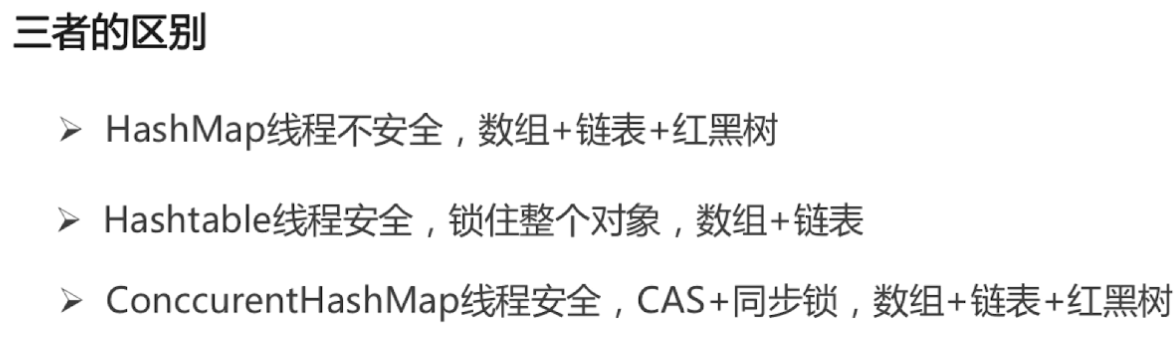 三者的区别
➢ HashMap线程不安全，数组+链表+红黑树
➢ Hashtable线程安全，锁住整个对象，数组+链表
➢ ConccurentHashMap线程安全，CAS+同步锁，数组+链表+红黑树